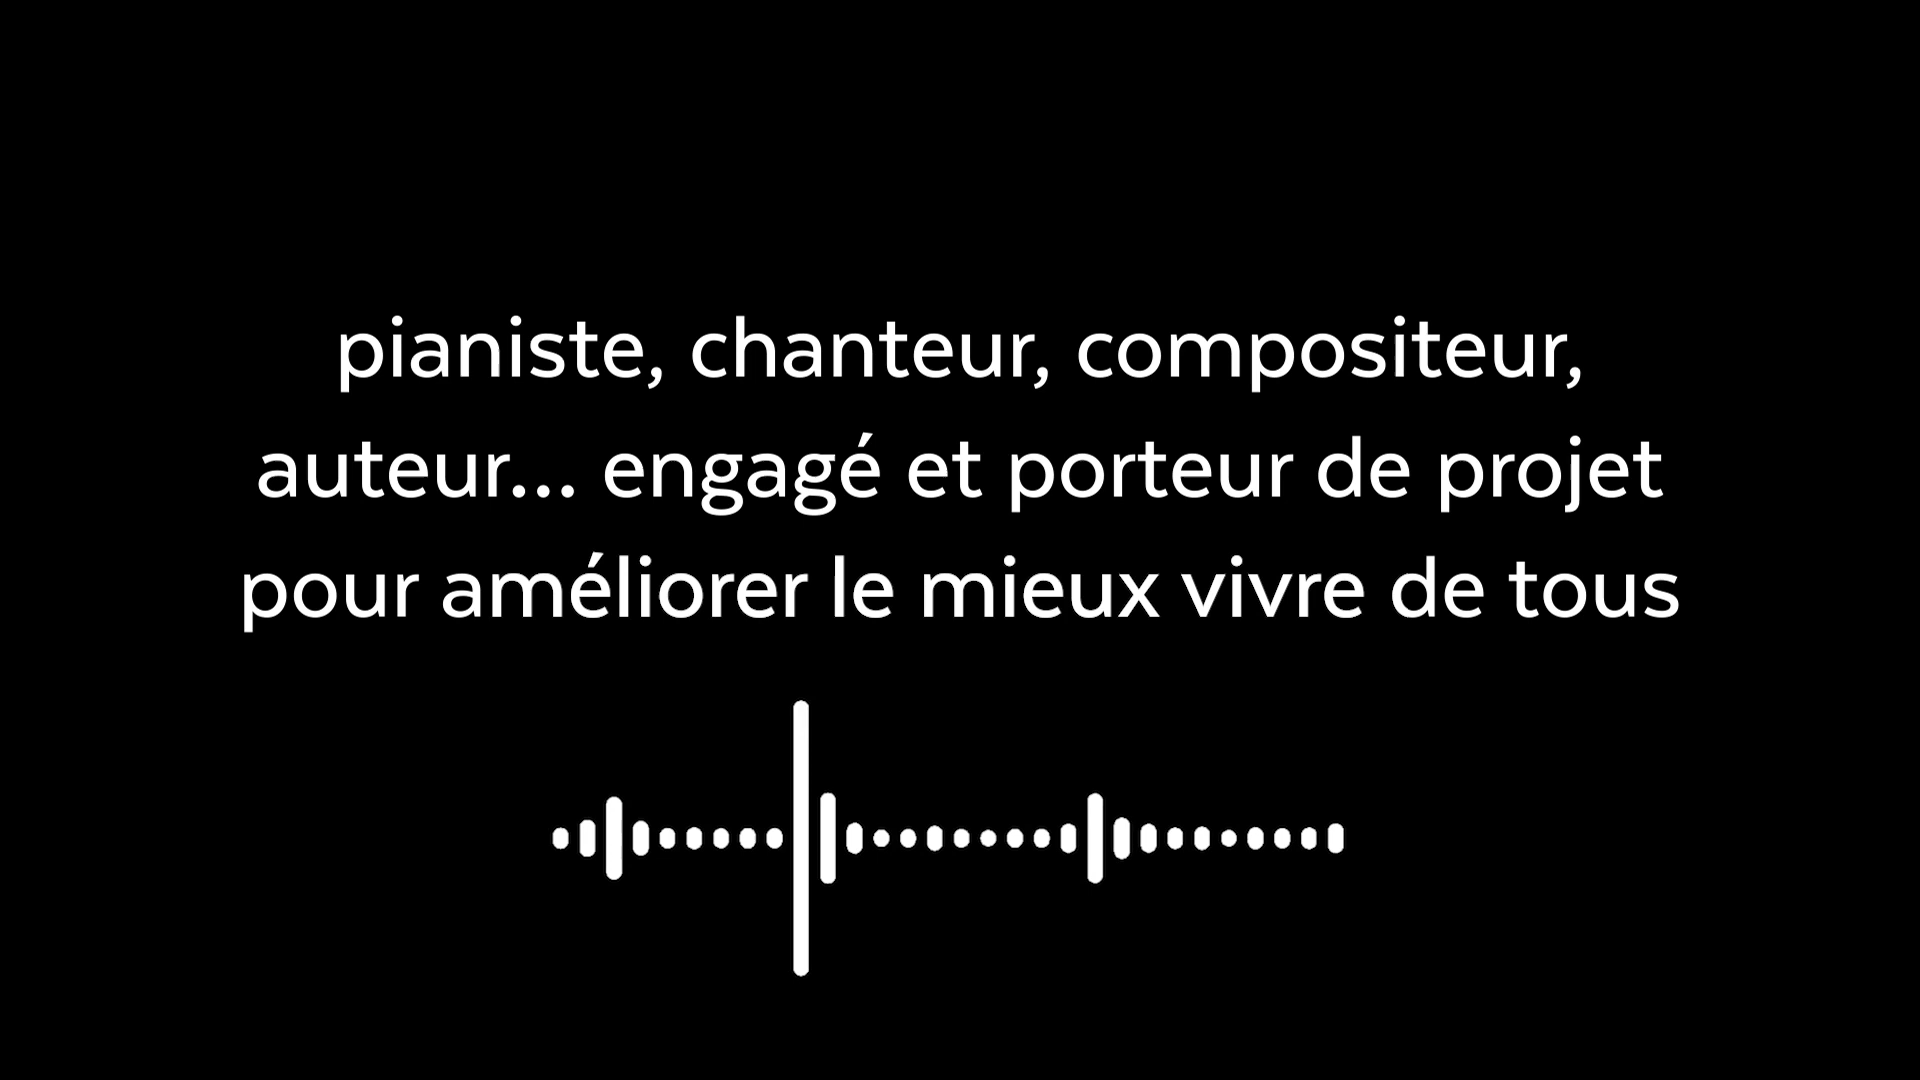 pianiste, chanteur, compositeur,
auteur... engagé et porteur de projet
pour améliorer le mieux vivre de tous